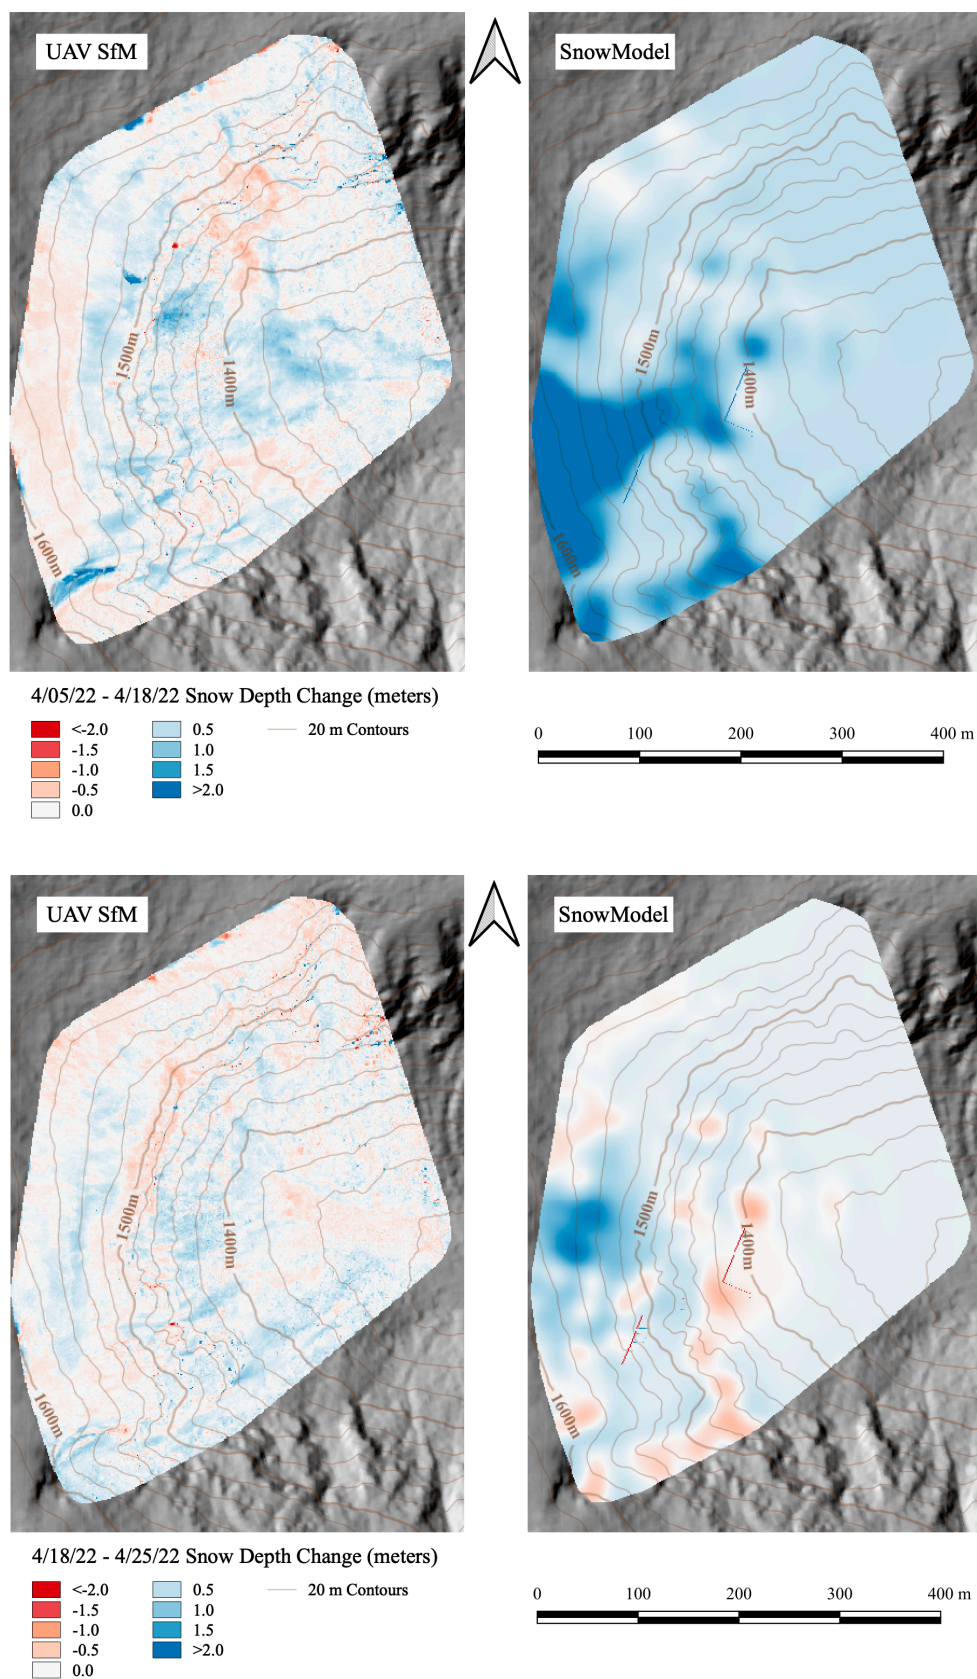 UAV SfM
SnowModel
1500m
1400m
1600m
1500m
1400m
1600m
4/05/22 - 4/18/22 Snow Depth Change (meters)
<-2.0
0.5
20 m Contours
-1.5
1.0
-1.0
1.5
-0.5
>2.0
0.0
0
100
200
300
400 m
UAV SfM
SnowModel
1500m
1400m
1600m
1500m
1400m
1600m
4/18/22 - 4/25/22 Snow Depth Change (meters)
<-2.0
0.5
20 m Contours
-1.5
1.0
-1.0
1.5
-0.5
>2.0
0.0
0
100
200
300
400 m